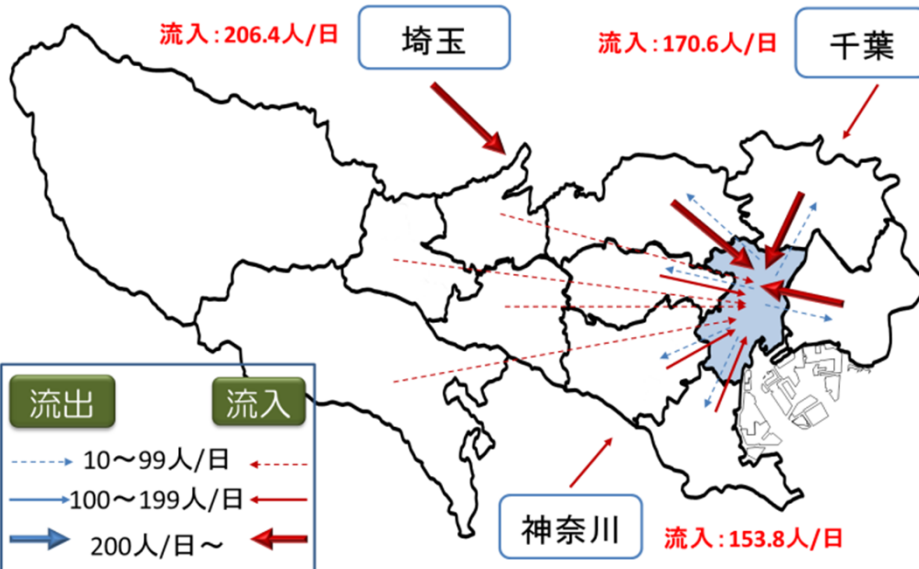 流入:206.4人/日
埼玉
流入:170.6人/日
千葉
流出
流入
10～99人/日
100～199人/日
200人/日～
神奈川
流入:153.8人/日